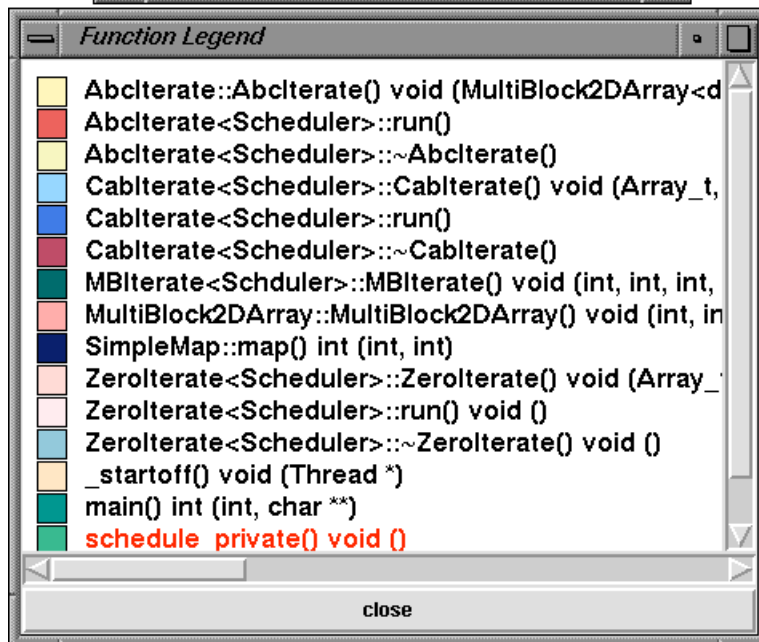 Function Legend
AbcIterate::AbcIterate() void (MultiBlock2DArray<d
AbcIterate<Scheduler>::run()
AbcIterate<Scheduler>::~AbcIterate()
CabIterate<Scheduler>::CabIterate() void (Array_t,
CabIterate<Scheduler>::run()
CabIterate<Scheduler>::~CabIterate()
MBIterate<Schduler>::MBIterate() void (int, int, int,
MultiBlock2DArray::MultiBlock2DArray() void (int, in
SimpleMap::map() int (int, int)
ZeroIterate<Scheduler>::ZeroIterate() void (Array_t
ZeroIterate<Scheduler>::run() void ()
ZeroIterate<Scheduler>::~ZeroIterate() void ()
_startoff() void (Thread *)
main() int (int, char **)
schedule_private() void ()
close